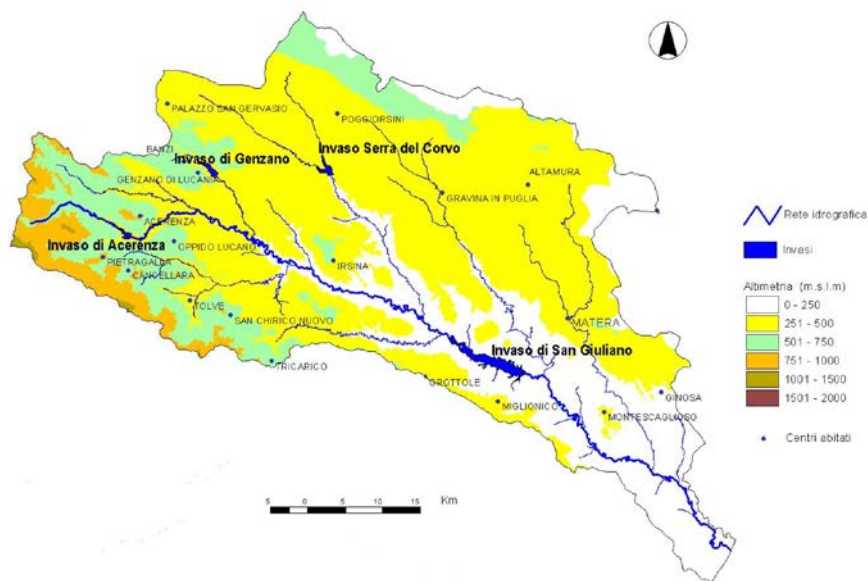 PALAZZO SAN GERVASIO
POGGIORSINI
BANZI
Invaso di Genzano
Invaso Serra del Corvo
GENZANO DI LUCANIA
ALTAMURA
GRAVINA IN PUGLIA
ACERENZA
Invaso di Acerenza
OPPIDO LUCANO
PIETRAGALLA
CANCELLARA
IRSINA
TOLVE
SAN CHIRICO NUOVO
MATERA
Invaso di San Giuliano
TRICARICO
GROTTOLE
MIGLIONICO
GINOSA
MONTESCAGLIOSO
Rete idrografica
Invasi
Altimetria (m.s.l.m)
0 - 250
251 - 500
501 - 750
751 - 1000
1001 - 1500
1501 - 2000
Centri abitati
5 0 5 10 15 Km